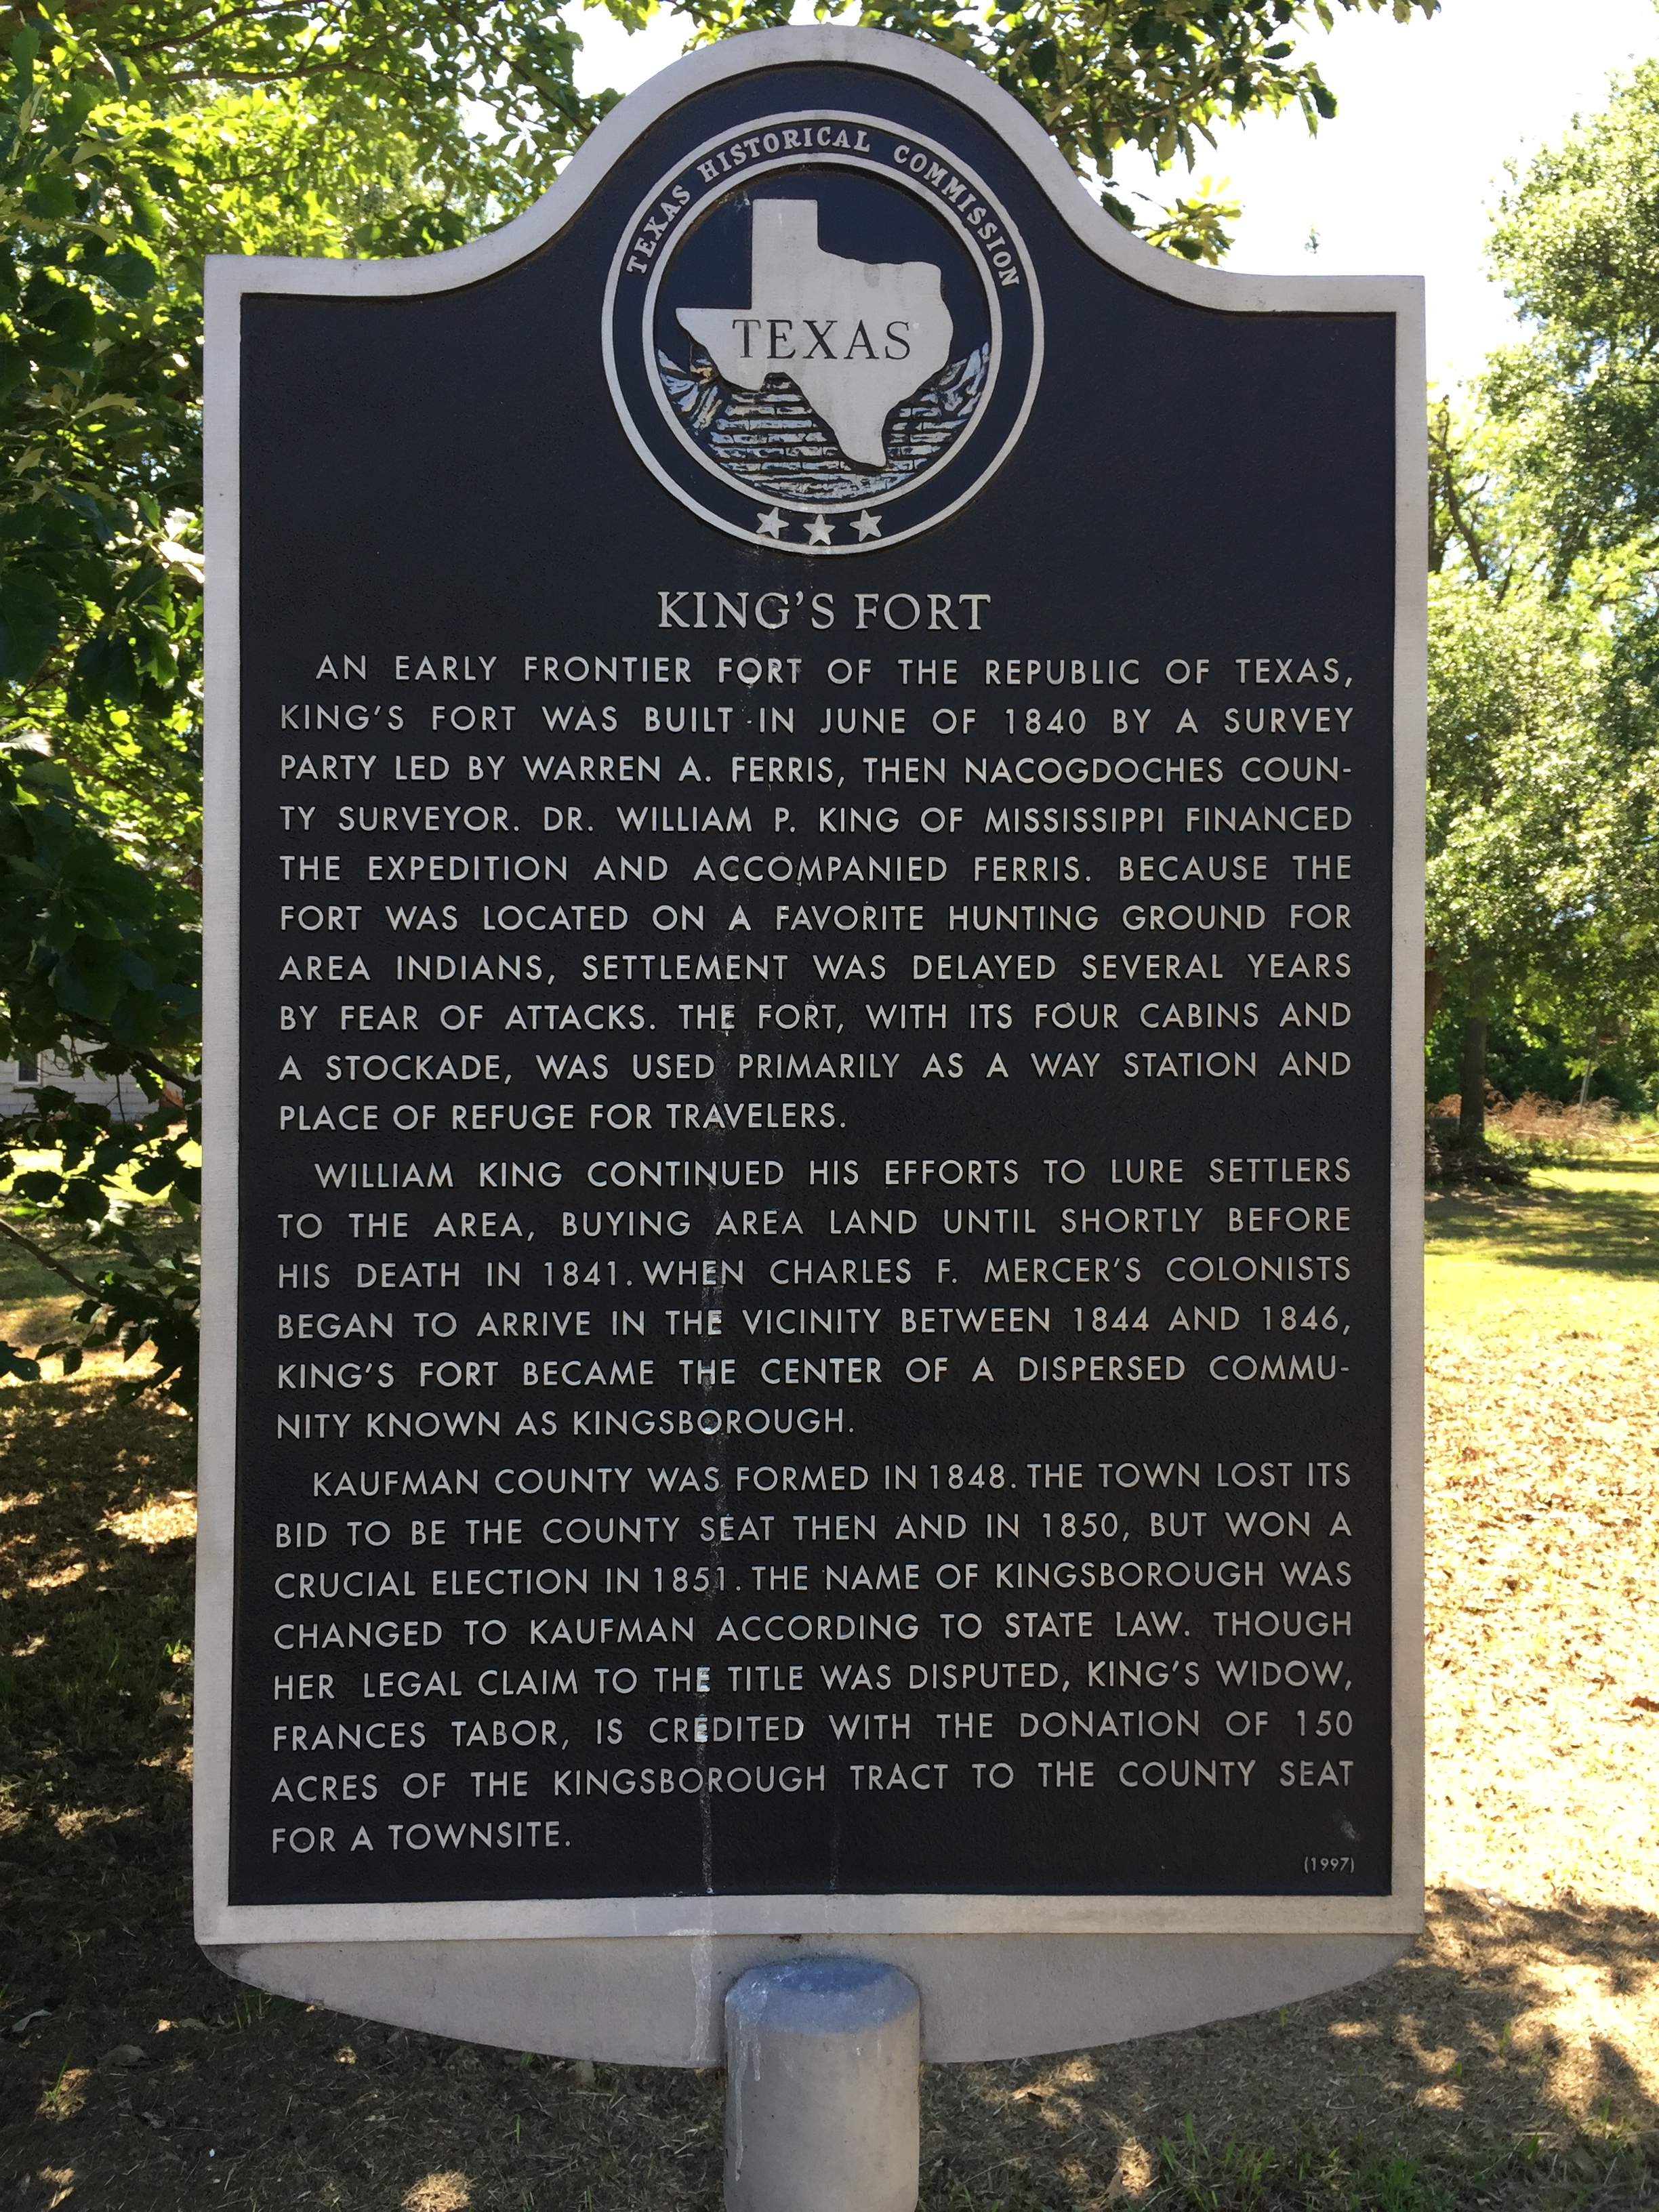 TEXAS HISTORICAL COMMISSION
TEXAS
KING'S FORT
AN EARLY FRONTIER FORT OF THE REPUBLIC OF TEXAS,
KING'S FORT WAS BUILT IN JUNE OF 1840 BY A SURVEY
PARTY LED BY WARREN A. FERRIS, THEN NACOGDOCHES COUN-
TY SURVEYOR. DR. WILLIAM P. KING OF MISSISSIPPI FINANCED
THE EXPEDITION AND ACCOMPANIED FERRIS. BECAUSE THE
FORT WAS LOCATED ON A FAVORITE HUNTING GROUND FOR
AREA INDIANS, SETTLEMENT WAS DELAYED SEVERAL YEARS
BY FEAR OF ATTACKS. THE FORT, WITH ITS FOUR CABINS AND
A STOCKADE, WAS USED PRIMARILY AS A WAY STATION AND
PLACE OF REFUGE FOR TRAVELERS.
WILLIAM KING CONTINUED HIS EFFORTS TO LURE SETTLERS
TO THE AREA, BUYING AREA LAND UNTIL SHORTLY BEFORE
HIS DEATH IN 1841. WHEN CHARLES F. MERCER'S COLONISTS
BEGAN TO ARRIVE IN THE VICINITY BETWEEN 1844 AND 1846,
KING'S FORT BECAME THE CENTER OF A DISPERSED COMMU-
NITY KNOWN AS KINGSBOROUGH.
KAUFMAN COUNTY WAS FORMED IN 1848. THE TOWN LOST ITS
BID TO BE THE COUNTY SEAT THEN AND IN 1850, BUT WON A
CRUCIAL ELECTION IN 1851. THE NAME OF KINGSBOROUGH WAS
CHANGED TO KAUFMAN ACCORDING TO STATE LAW. THOUGH
HER LEGAL CLAIM TO THE TITLE WAS DISPUTED, KING'S WIDOW,
FRANCES TABOR, IS CREDITED WITH THE DONATION OF 150
ACRES OF THE KINGSBOROUGH TRACT TO THE COUNTY SEAT
FOR A TOWNSITE.
(1997)